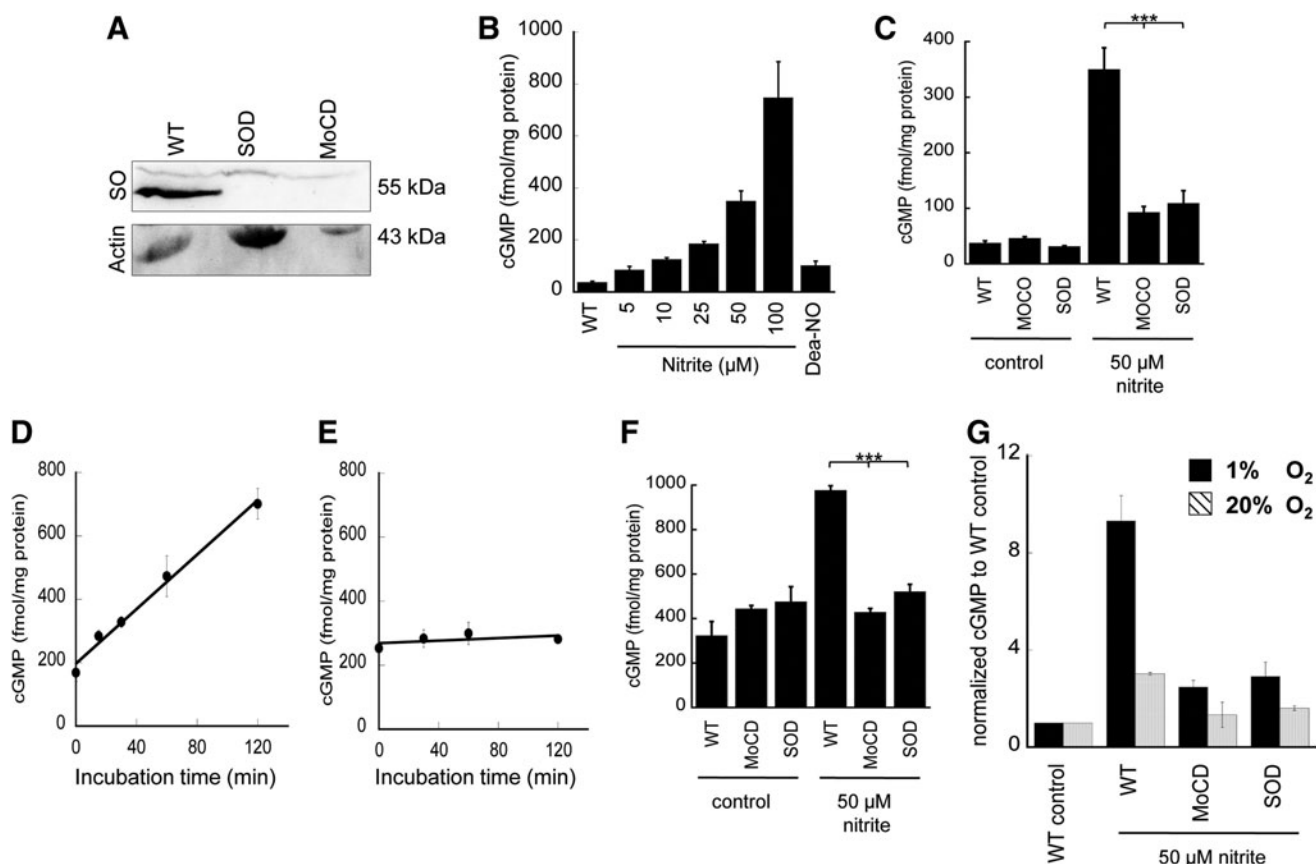 A
WT
SOD
MoCD
SO
55 kDa
Actin
43 kDa
B
cGMP (fmol/mg protein)
1000
800
600
400
200
0
WT
5
10
25
50
100
Dea-NO
Nitrite (µM)
C
cGMP (fmol/mg protein)
400
300
200
100
0
***
WT
MOCO
SOD
WT
MOCO
SOD
control
50 µM
nitrite
D
cGMP (fmol/mg protein)
800
600
400
200
0
0 40 80 120
Incubation time (min)
E
cGMP (fmol/mg protein)
800
600
400
200
0
0 40 80 120
Incubation time (min)
F
cGMP (fmol/mg protein)
1000
800
600
400
200
0
***
WT
MoCD
SOD
WT
MoCD
SOD
control
50 µM
nitrite
G
normalized cGMP to WT control
12
8
4
0
1% O₂
20% O₂
WT control
WT
MoCD
SOD
50 µM nitrite